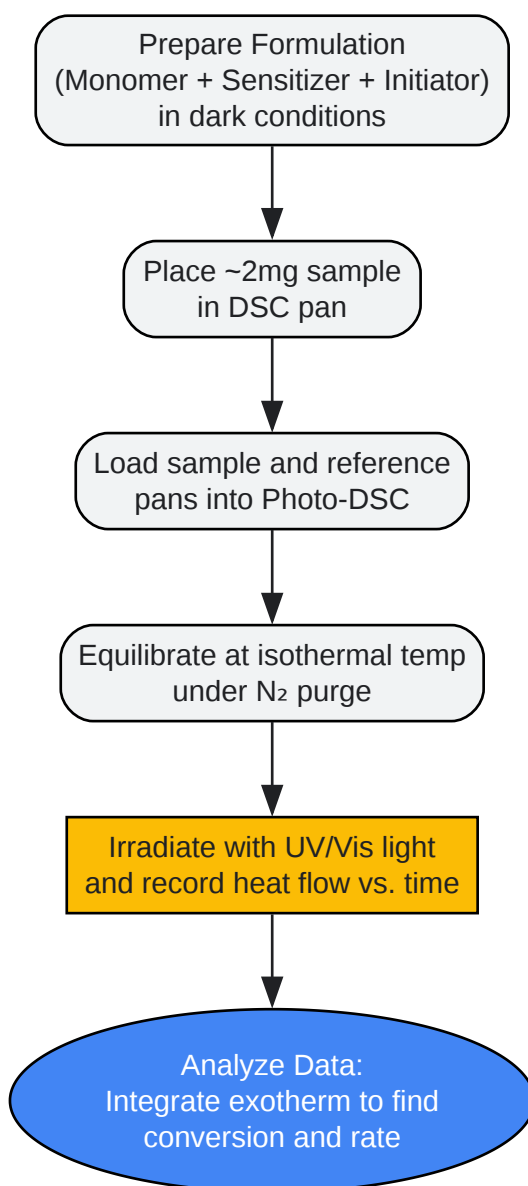 Prepare Formulation
(Monomer + Sensitizer + Initiator)
in dark conditions
Place ~2mg sample
in DSC pan
Load sample and reference
pans into Photo-DSC
Equilibrate at isothermal temp
under N₂ purge
Irradiate with UV/Vis light
and record heat flow vs. time
Analyze Data:
Integrate exotherm to find
conversion and rate